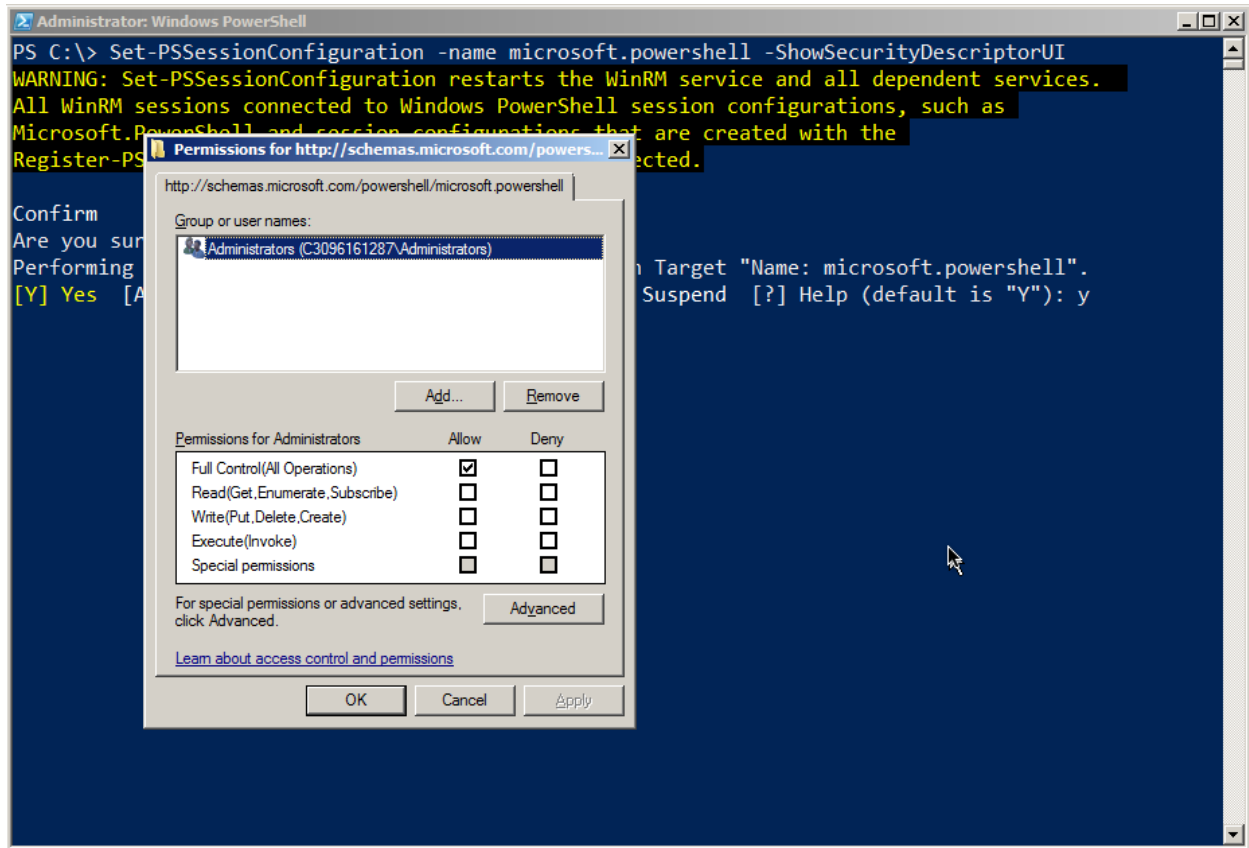 Administrator: Windows PowerShell
PS C:\> Set-PSSessionConfiguration -name microsoft.powershell -ShowSecurityDescriptorUI
WARNING: Set-PSSessionConfiguration restarts the WinRM service and all dependent services.
All WinRM sessions connected to Windows PowerShell session configurations, such as
Microsoft.PowerShell and session configurations that are created with the
Register-PS ected.
Confirm
Are you sur
Performing n Target "Name: microsoft.powershell".
[Y] Yes [A Suspend [?] Help (default is "Y"): y
Permissions for http://schemas.microsoft.com/powers...
http://schemas.microsoft.com/powershell/microsoft.powershell
Group or user names:
Administrators (C3096161287\Administrators)
Add... Remove
Permissions for Administrators Allow Deny
Full Control(All Operations)
Read(Get,Enumerate,Subscribe)
Write(Put,Delete,Create)
Execute(Invoke)
Special permissions
For special permissions or advanced settings,
click Advanced.
Advanced
Learn about access control and permissions
OK Cancel Apply